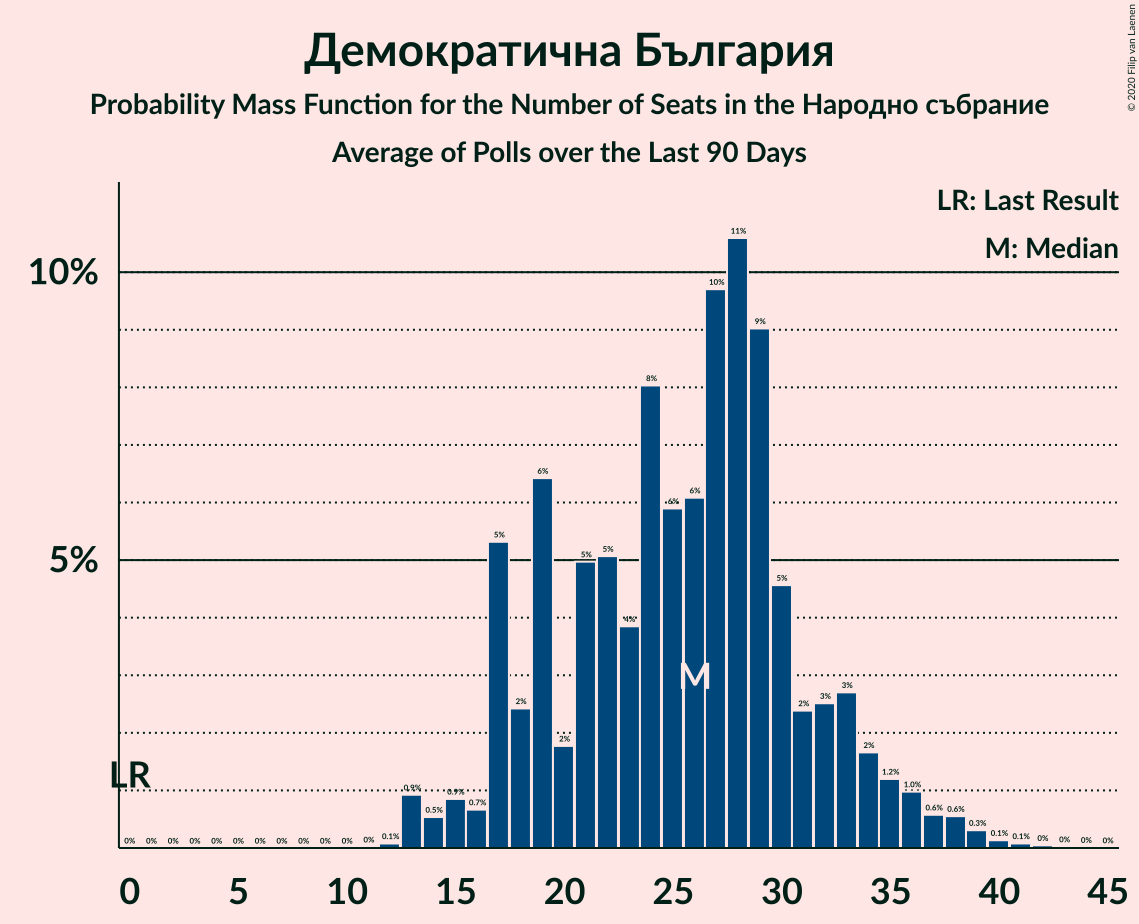 Демократична България
Probability Mass Function for the Number of Seats in the Народно събрание
Average of Polls over the Last 90 Days
© 2020 Filip van Laenen
LR: Last Result
M: Median
10%
5%
0% 0% 0% 0% 0% 0% 0% 0% 0% 0% 0% 0% 0.1% 0.9% 0.5% 0.9% 0.7% 5% 2% 6% 2% 5% 5% 4% 8% 6% 6% 10% 11% 9% 5% 2% 3% 3% 2% 1.2% 1.0% 0.6% 0.6% 0.3% 0.1% 0.1% 0% 0% 0% 0%
M
LR
0 5 10 15 20 25 30 35 40 45